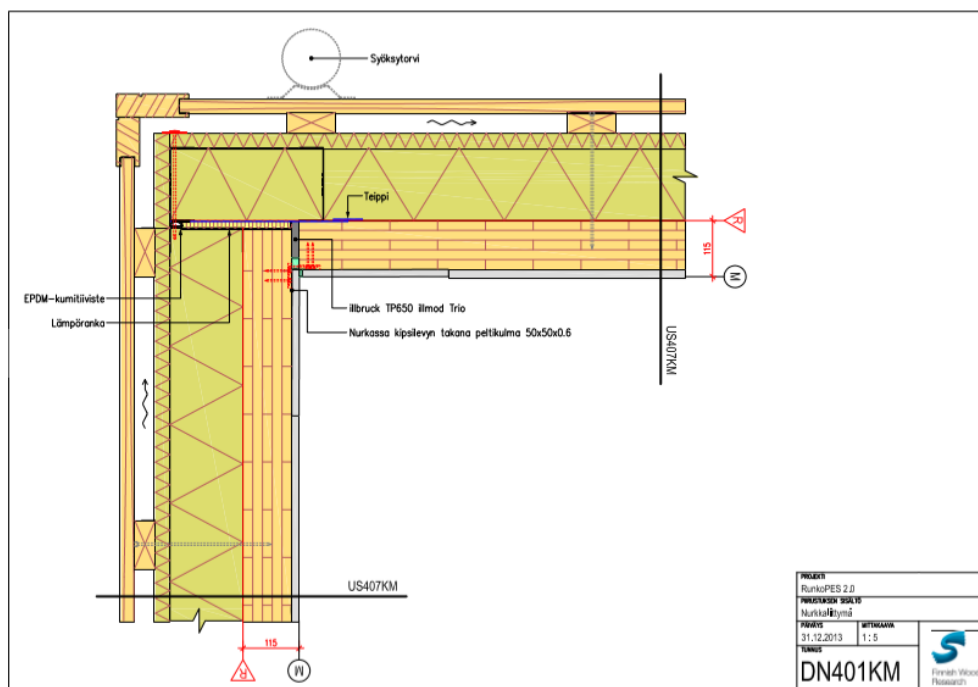 Syöksytorvi
Teippi
R
115
M
EPDM-kumitiiviste
Lämpöranka
illbruck TP650 illmod Trio
Nurkassa kipsilevyn takana peltikulma 50x50x0.6
US407KM
US407KM
115
R
M
PROJEKTI
RunkoPES 2.0
PIIRUSTUKSEN SISÄLTÖ
Nurkkaliittymä
PÄIVÄYS
MITTAKAAVA
31.12.2013
1 : 5
TUNNUS
DN401KM
Finnish Wood
Research